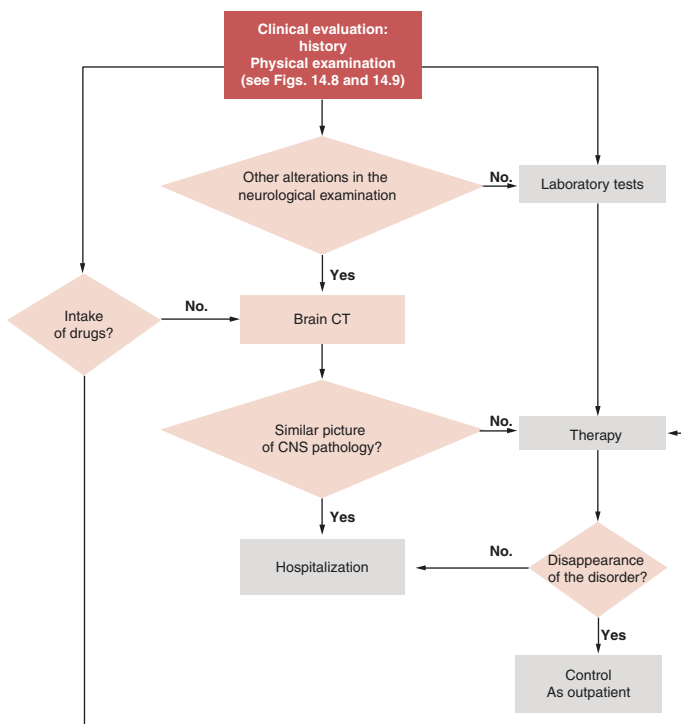 Clinical evaluation:
history
Physical examination
(see Figs. 14.8 and 14.9)
Other alterations in the
neurological examination
No.
Laboratory tests
Yes
Intake
of drugs?
No.
Brain CT
Similar picture
of CNS pathology?
No.
Therapy
Yes
Hospitalization
No.
Disappearance
of the disorder?
Yes
Control
As outpatient